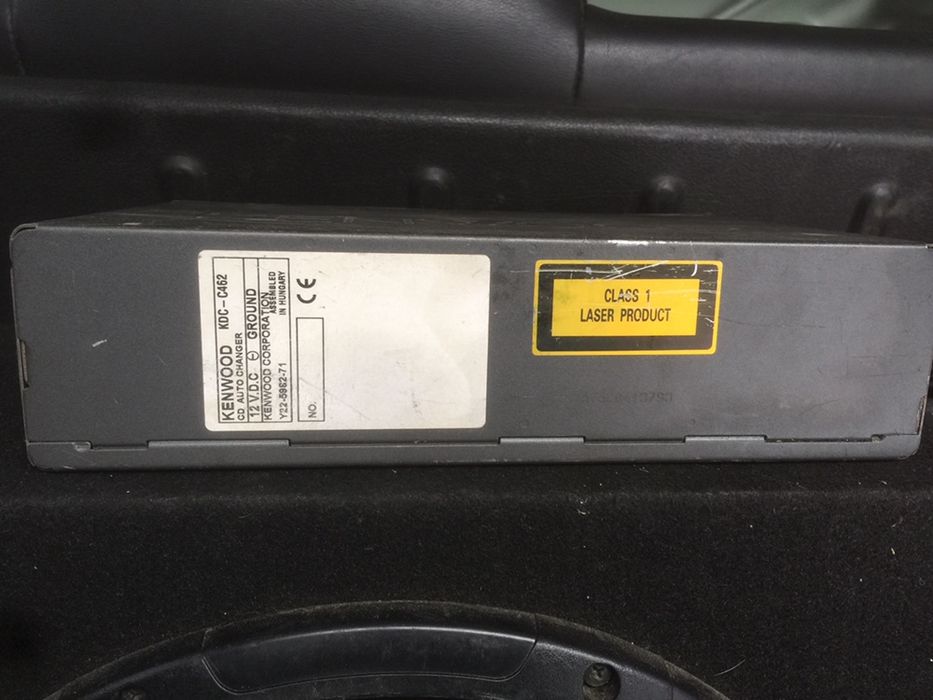 KENWOOD KDC-C462
CD AUTO CHANGER
12 V.D.C ⊖ GROUND
KENWOOD CORPORATION
ASSEMBLED
IN HUNGARY
Y22-5962-71
NO.
CE
CLASS 1
LASER PRODUCT